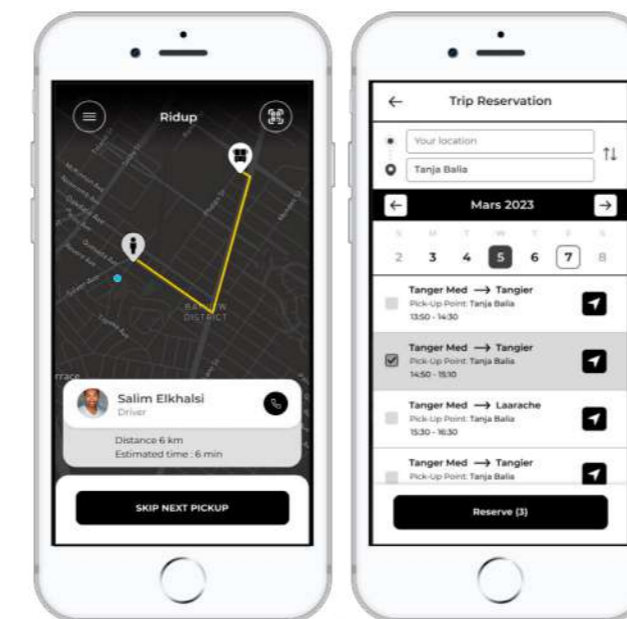 Ridup
BAYVIEW
DISTRICT
Salim Elkhalsi
Driver
Distance 6 km
Estimated time : 6 min
SKIP NEXT PICKUP
Trip Reservation
Your location
Tanja Balia
Mars 2023
S M T W T F S
2 3 4 5 6 7 8
Tanger Med → Tangier
Pick-Up Point: Tanja Balia
13:50 - 14:30
Tanger Med → Tangier
Pick-Up Point: Tanja Balia
14:50 - 15:10
Tanger Med → Laarache
Pick-Up Point: Tanja Balia
15:30 - 16:30
Tanger Med → Tangier
Pick-Up Point: Tanja Balia
Reserve (3)